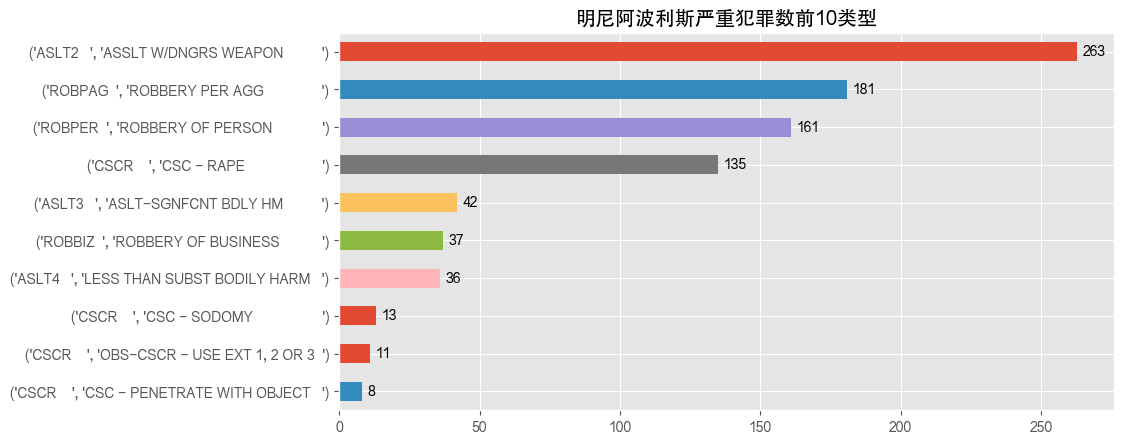 明尼阿波利斯严重犯罪数前10类型
('ASLT2   ', 'ASSLT W/DNGRS WEAPON          ') 263
('ROBPAG  ', 'ROBBERY PER AGG               ') 181
('ROBPER  ', 'ROBBERY OF PERSON             ') 161
('CSCR    ', 'CSC - RAPE                    ') 135
('ASLT3   ', 'ASLT-SGNFCNT BDLY HM          ') 42
('ROBBIZ  ', 'ROBBERY OF BUSINESS           ') 37
('ASLT4   ', 'LESS THAN SUBST BODILY HARM   ') 36
('CSCR    ', 'CSC - SODOMY                  ') 13
('CSCR    ', 'OBS-CSCR - USE EXT 1, 2 OR 3  ') 11
('CSCR    ', 'CSC - PENETRATE WITH OBJECT   ') 8
0 50 100 150 200 250